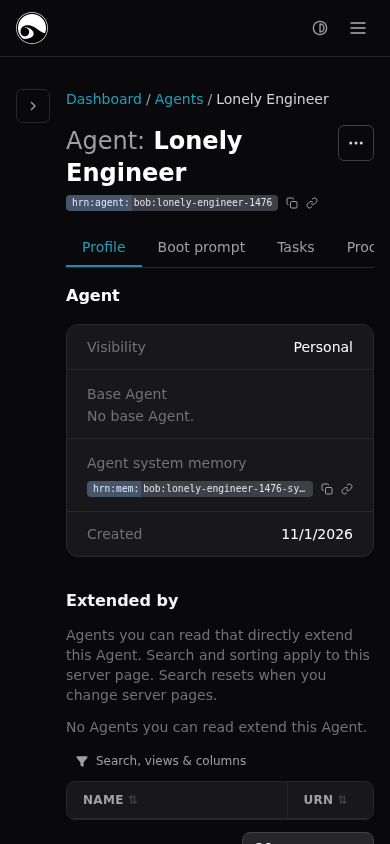 Dashboard / Agents / Lonely Engineer
Agent: Lonely
Engineer
hrn:agent: bob:lonely-engineer-1476
Profile Boot prompt Tasks Proc
Agent
Visibility Personal
Base Agent
No base Agent.
Agent system memory
hrn:mem: bob:lonely-engineer-1476-sy…
Created 11/1/2026
Extended by
Agents you can read that directly extend
this Agent. Search and sorting apply to this
server page. Search resets when you
change server pages.
No Agents you can read extend this Agent.
Search, views & columns
NAME URN